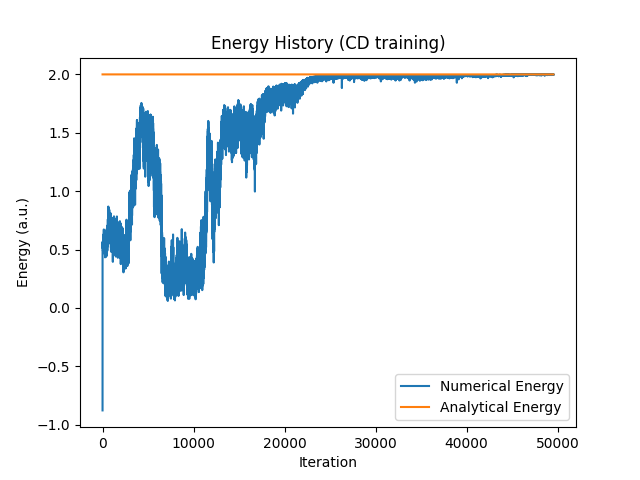 Energy History (CD training)
Energy (a.u.)
2.0
1.5
1.0
0.5
0.0
−0.5
−1.0
0 10000 20000 30000 40000 50000
Iteration
Numerical Energy
Analytical Energy